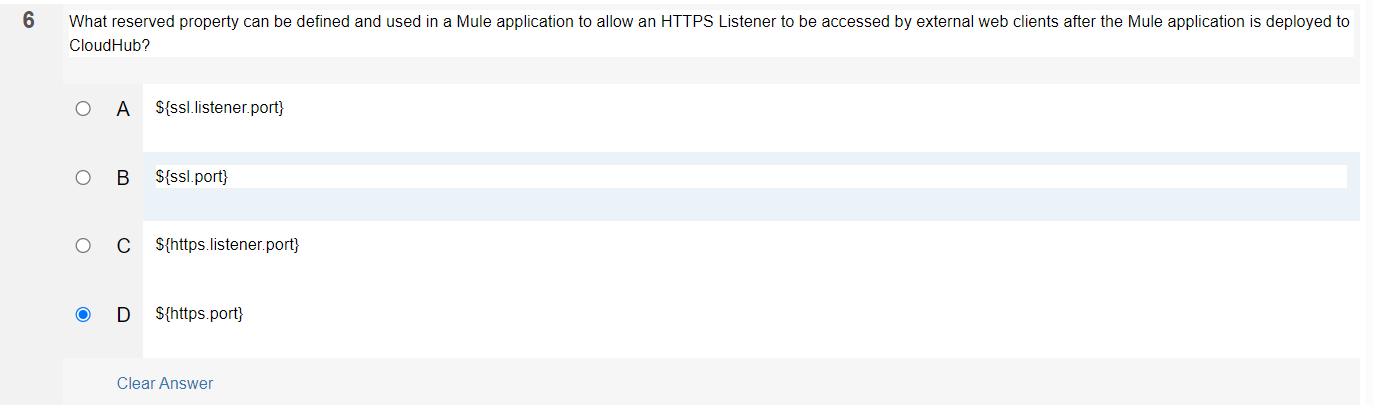 6
What reserved property can be defined and used in a Mule application to allow an HTTPS Listener to be accessed by external web clients after the Mule application is deployed to
CloudHub?
A ${ssl.listener.port}
B ${ssl.port}
C ${https.listener.port}
D ${https.port}
Clear Answer